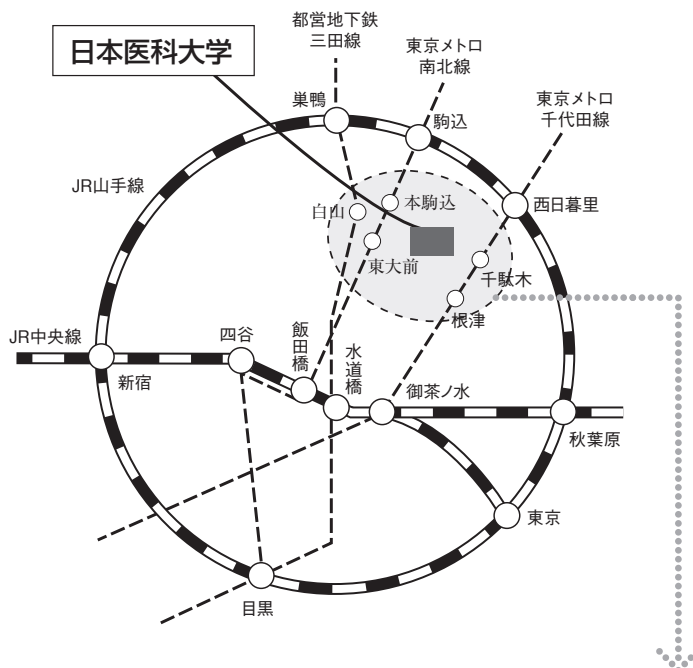 都営地下鉄
三田線
日本医科大学
東京メトロ
南北線
東京メトロ
千代田線
巣鴨
駒込
JR山手線
白山
本駒込
西日暮里
東大前
千駄木
根津
JR中央線
四谷
飯田橋
水道橋
御茶ノ水
新宿
秋葉原
東京
目黒